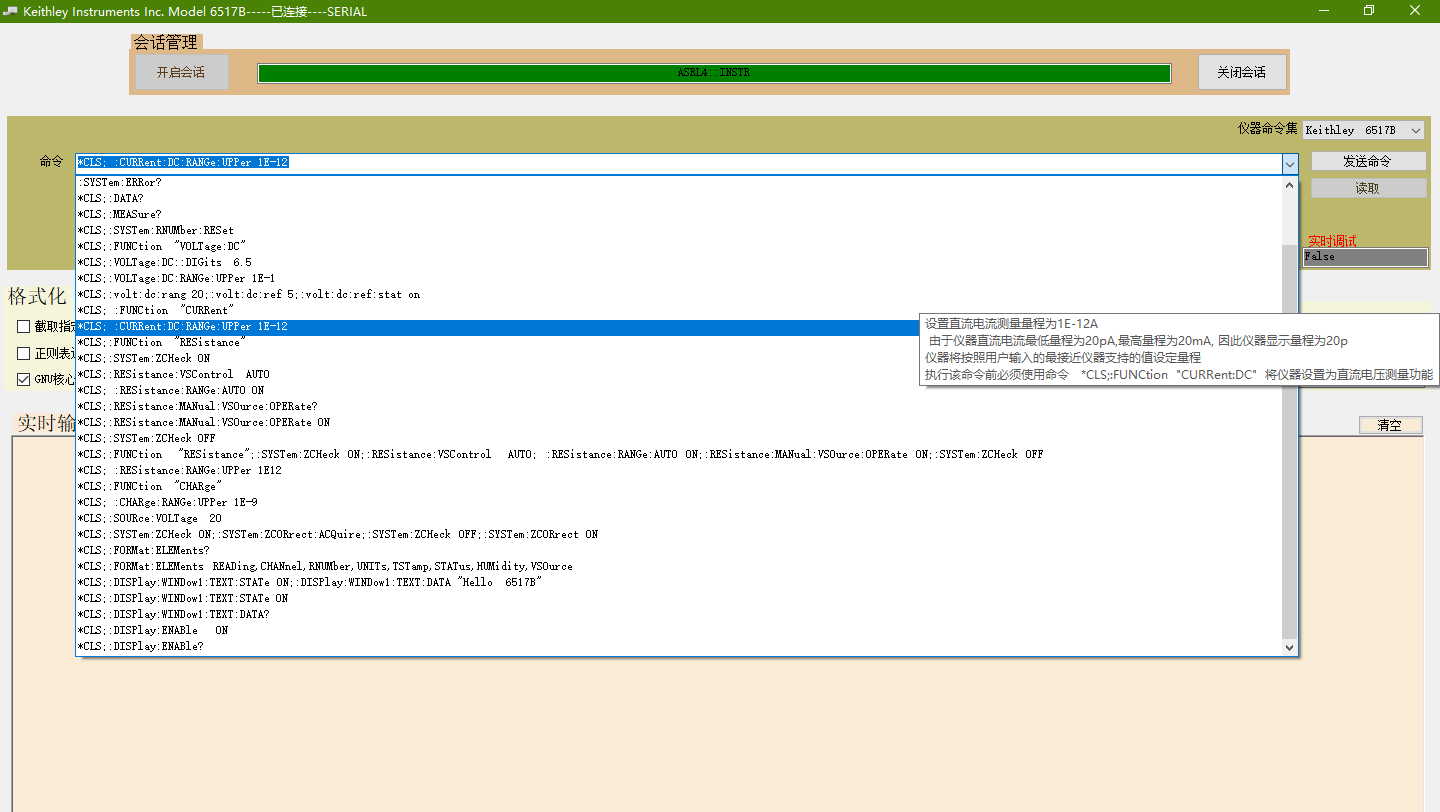 Keithley Instruments Inc. Model 6517B-----已连接----SERIAL
会话管理
开启会话
ASRL4::INSTR
关闭会话
仪器命令集
Keithley 6517B
命令
*CLS; :CURRent:DC:RANGe:UPPer 1E-12
发送命令
读取
实时调试
False
:SYSTem:ERRor?
*CLS;:DATA?
*CLS;:MEASure?
*CLS;:SYSTem:RNUMber:RESet
*CLS;:FUNCtion "VOLTage:DC"
*CLS;:VOLTage:DC::DIGits 6.5
*CLS;:VOLTage:DC:RANGe:UPPer 1E-1
*CLS;:volt:dc:rang 20;:volt:dc:ref 5;:volt:dc:ref:stat on
*CLS; :FUNCtion "CURRent"
*CLS; :CURRent:DC:RANGe:UPPer 1E-12
*CLS;:FUNCtion "RESistance"
*CLS;:SYSTem:ZCHeck ON
*CLS;:RESistance:VSControl AUTO
*CLS; :RESistance:RANGe:AUTO ON
*CLS;:RESistance:MANual:VSOurce:OPERate?
*CLS;:RESistance:MANual:VSOurce:OPERate ON
*CLS;:SYSTem:ZCHeck OFF
*CLS;:FUNCtion "RESistance";:SYSTem:ZCHeck ON;:RESistance:VSControl AUTO; :RESistance:RANGe:AUTO ON;:RESistance:MANual:VSOurce:OPERate ON;:SYSTem:ZCHeck OFF
*CLS; :RESistance:RANGe:UPPer 1E12
*CLS;:FUNCtion "CHARge"
*CLS; :CHARge:RANGe:UPPer 1E-9
*CLS;:SOURce:VOLTage 20
*CLS;:SYSTem:ZCHeck ON;:SYSTem:ZCORrect:ACQuire;:SYSTem:ZCHeck OFF;:SYSTem:ZCORrect ON
*CLS;:FORMat:ELEMents?
*CLS;:FORMat:ELEMents READing,CHANnel,RNUMber,UNITs,TSTamp,STATus,HUMidity,VSOurce
*CLS;:DISPlay:WINDow1:TEXT:STATe ON;:DISPlay:WINDow1:TEXT:DATA "Hello 6517B"
*CLS;:DISPlay:WINDow1:TEXT:STATe ON
*CLS;:DISPlay:WINDow1:TEXT:DATA?
*CLS;:DISPlay:ENABle ON
*CLS;:DISPlay:ENABle?
设置直流电流测量量程为1E-12A
由于仪器直流电流最低量程为20pA,最高量程为20mA, 因此仪器显示量程为20p
仪器将按照用户输入的最接近仪器支持的值设定量程
执行该命令前必须使用命令 *CLS;:FUNCtion "CURRent:DC" 将仪器设置为直流电压测量功能
格式化
截取指定
正则表达
GNU核心
实时输
清空